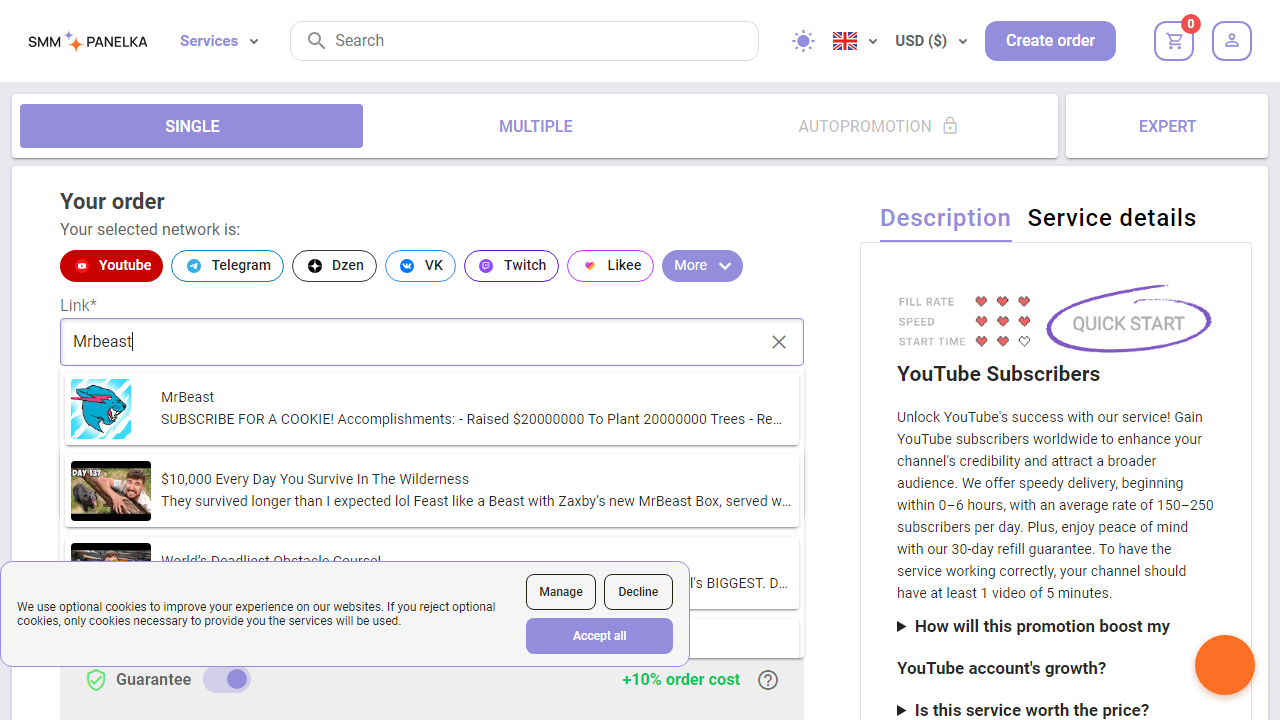 SMM PANELKA
Services
Search
USD ($)
Create order
0
SINGLE
MULTIPLE
AUTOPROMOTION
EXPERT
Your order
Your selected network is:
Youtube
Telegram
Dzen
VK
Twitch
Likee
More
Link*
Mrbeast
MrBeast
SUBSCRIBE FOR A COOKIE! Accomplishments: - Raised $20000000 To Plant 20000000 Trees - Re...
DAY 137
$10,000 Every Day You Survive In The Wilderness
They survived longer than I expected lol Feast like a Beast with Zaxby's new MrBeast Box, served w...
World's Deadliest Obstacle Course!
l's BIGGEST. D...
We use optional cookies to improve your experience on our websites. If you reject optional
cookies, only cookies necessary to provide you the services will be used.
Manage
Decline
Accept all
Guarantee
+10% order cost
Description
Service details
FILL RATE
SPEED
START TIME
QUICK START
YouTube Subscribers
Unlock YouTube's success with our service! Gain
YouTube subscribers worldwide to enhance your
channel's credibility and attract a broader
audience. We offer speedy delivery, beginning
within 0–6 hours, with an average rate of 150–250
subscribers per day. Plus, enjoy peace of mind
with our 30-day refill guarantee. To have the
service working correctly, your channel should
have at least 1 video of 5 minutes.
How will this promotion boost my
YouTube account's growth?
Is this service worth the price?